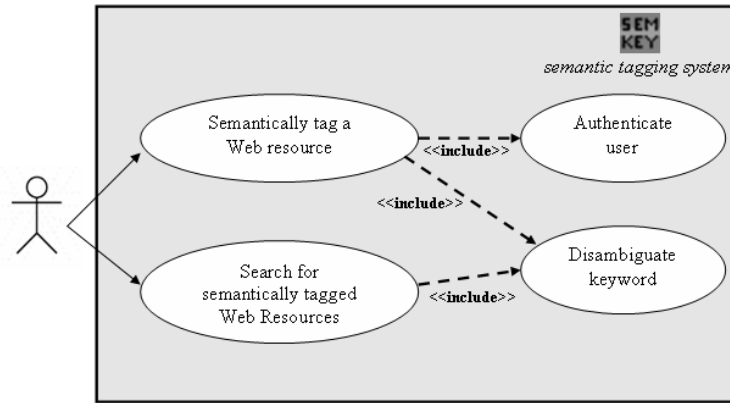 SEM
KEY
semantic tagging system
Semantically tag a
Web resource
<<include>>
Authenticate
user
<<include>>
Search for
semantically tagged
Web Resources
<<include>>
Disambiguate
keyword